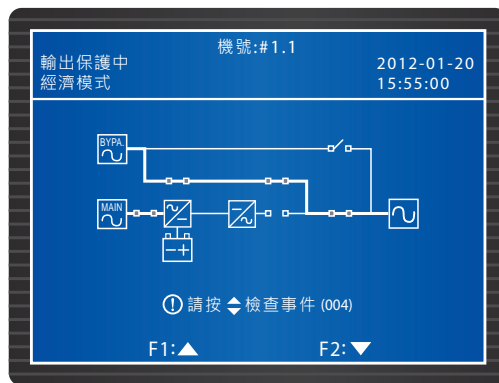 機號:#1.1
輸出保護中
經濟模式
2012-01-20
15:55:00
BYPA.
MAIN
請按 檢查事件 (004)
F1:
F2: